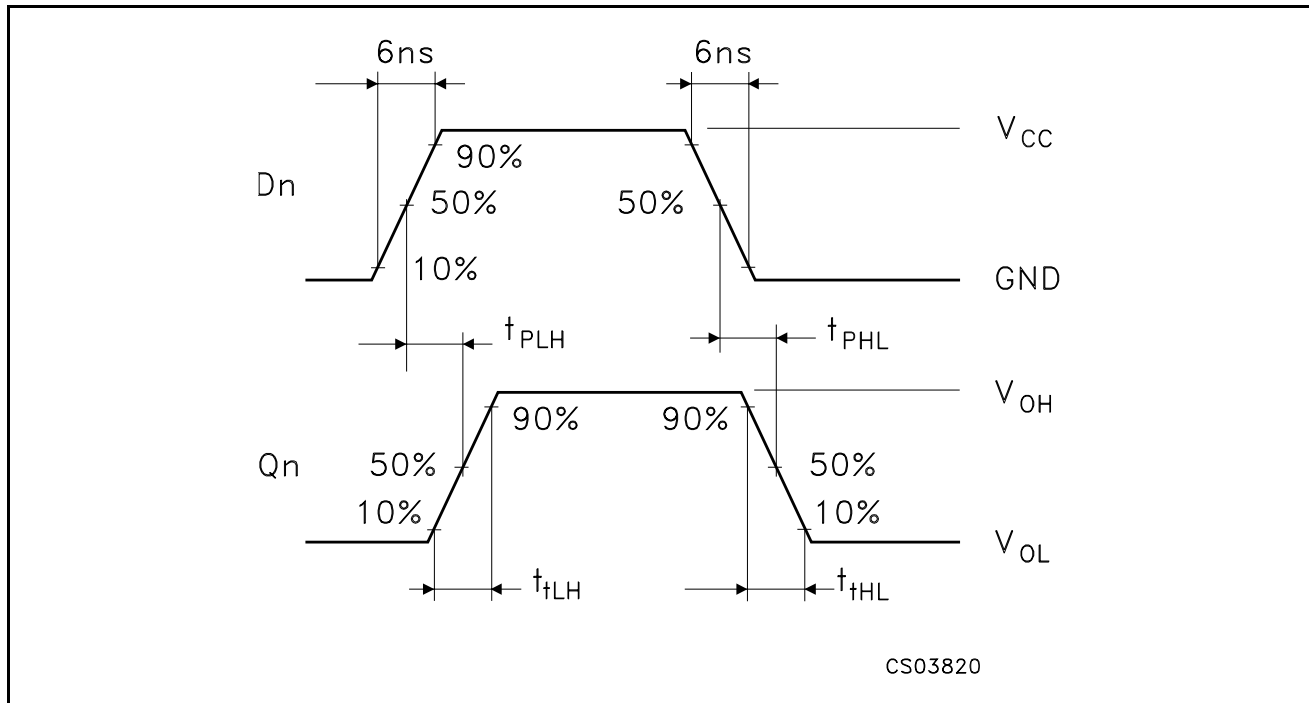 6ns 6ns
V_CC
90%
Dn
50% 50%
10%
GND
t_PLH t_PHL
V_OH
90% 90%
Qn 50% 50%
10% 10%
V_OL
t_tLH t_tHL
CS03820